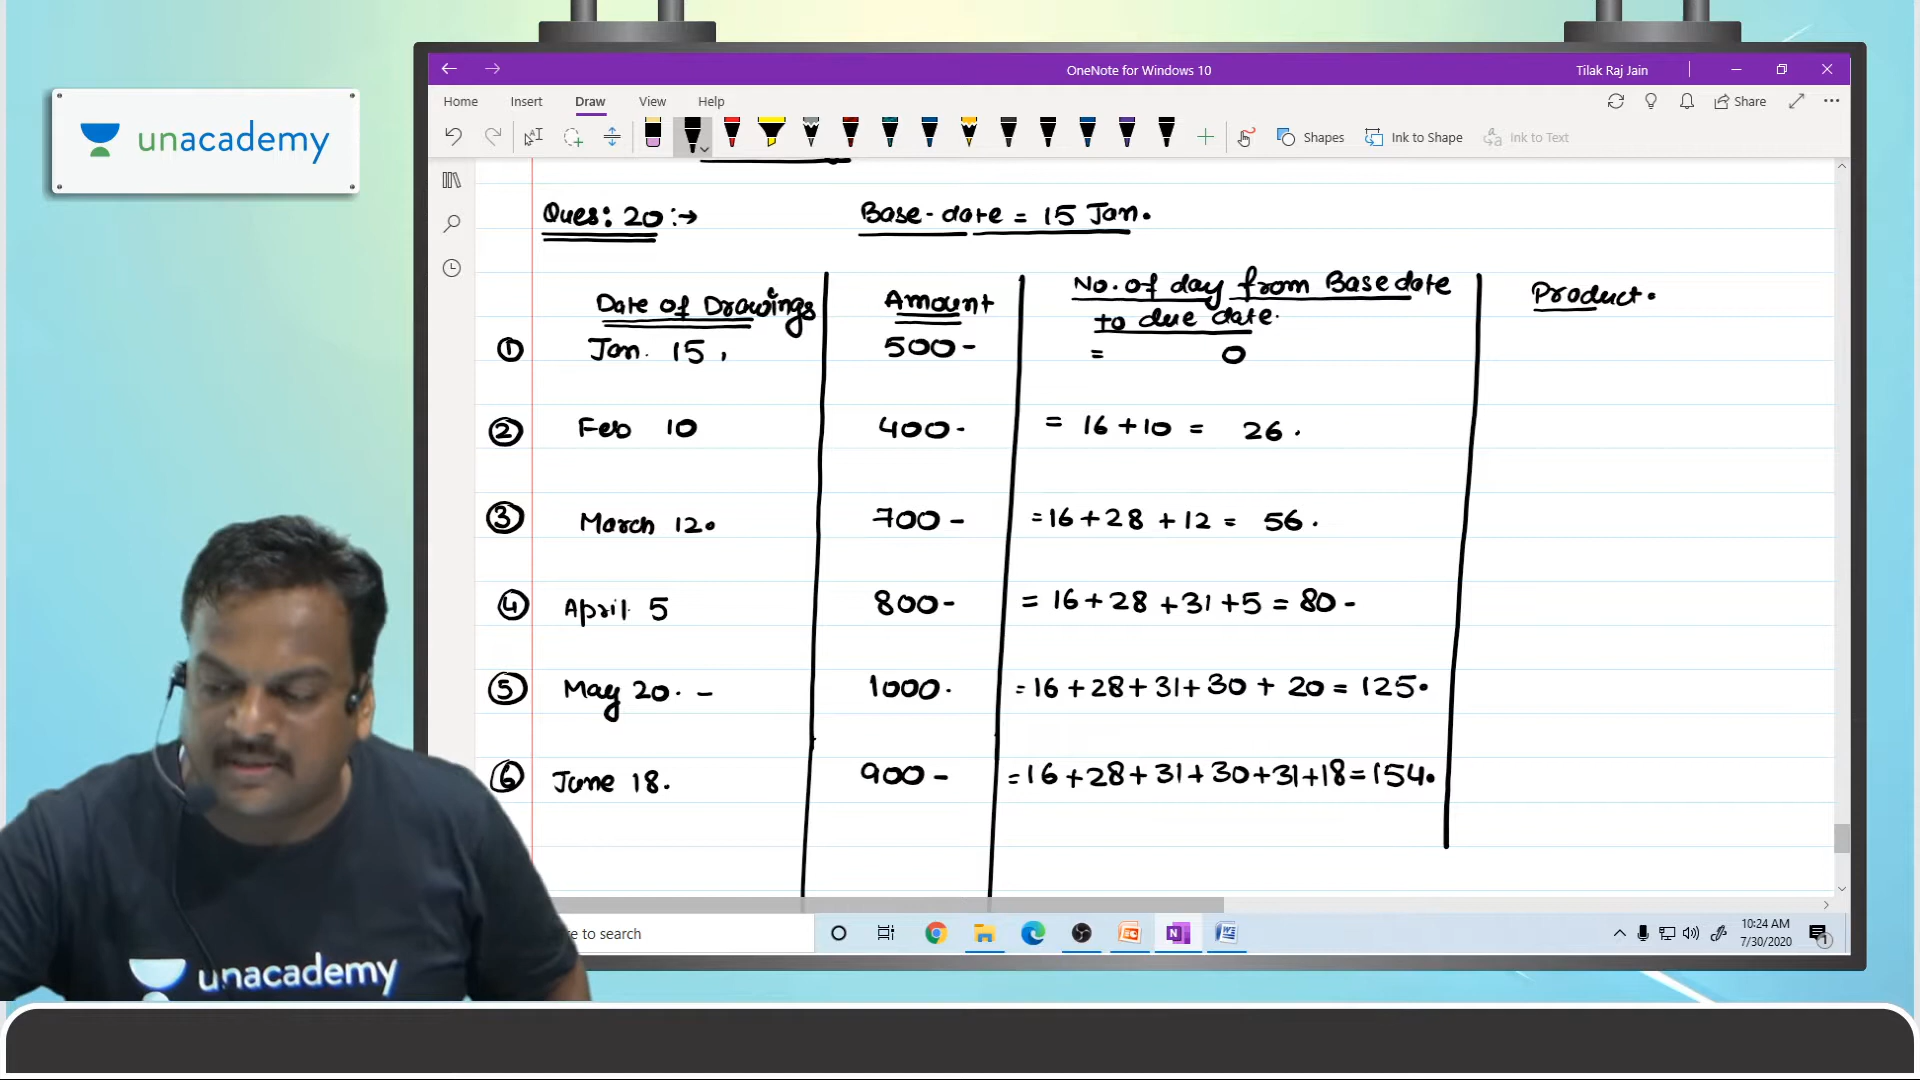 unacademy
OneNote for Windows 10
Tilak Raj Jain
Home Insert Draw View Help
Share
Shapes Ink to Shape Ink to Text
Ques: 20 :→ Base-date = 15 Jan.
Date of Drawings Amount No. of day from Base date to due date. Product.
① Jan. 15, 500- = 0
② Feb 10 400- = 16 + 10 = 26.
③ March 12. 700- = 16 + 28 + 12 = 56.
④ April 5 800- = 16 + 28 + 31 + 5 = 80-
⑤ May 20. - 1000. = 16 + 28 + 31 + 30 + 20 = 125.
⑥ June 18. 900- = 16 + 28 + 31 + 30 + 31 + 18 = 154.
to search
10:24 AM
7/30/2020
1
unacademy